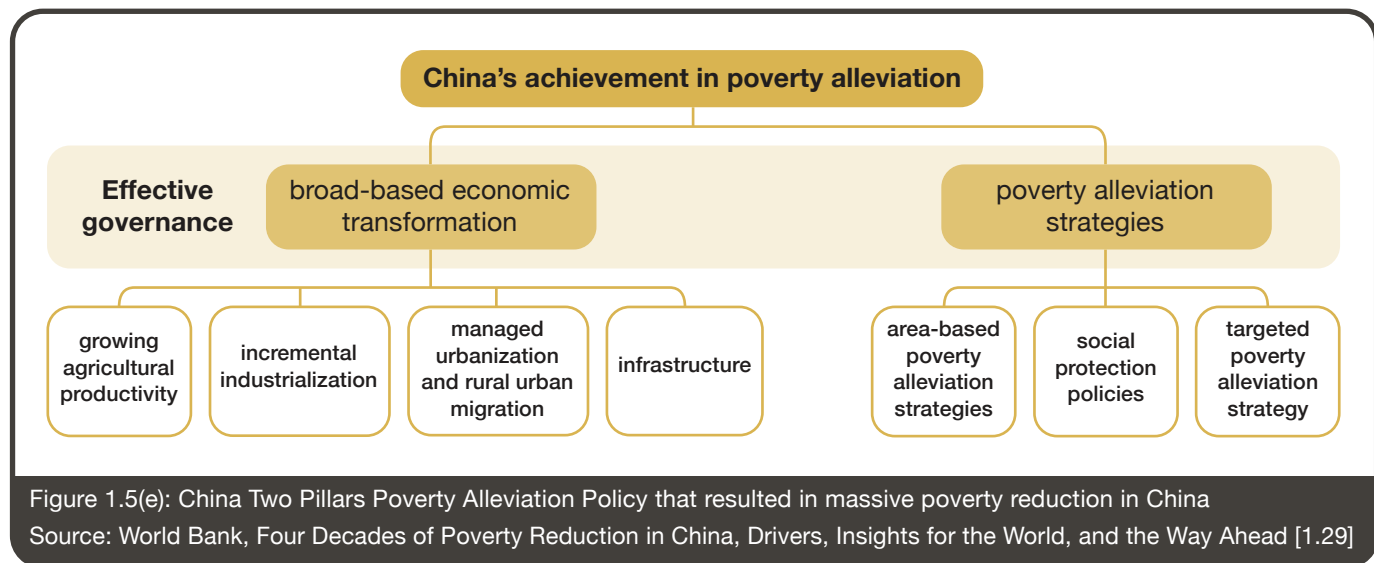 China's achievement in poverty alleviation
Effective
governance
broad-based economic
transformation
poverty alleviation
strategies
growing
agricultural
productivity
incremental
industrialization
managed
urbanization
and rural urban
migration
infrastructure
area-based
poverty
alleviation
strategies
social
protection
policies
targeted
poverty
alleviation
strategy
Figure 1.5(e): China Two Pillars Poverty Alleviation Policy that resulted in massive poverty reduction in China
Source: World Bank, Four Decades of Poverty Reduction in China, Drivers, Insights for the World, and the Way Ahead [1.29]